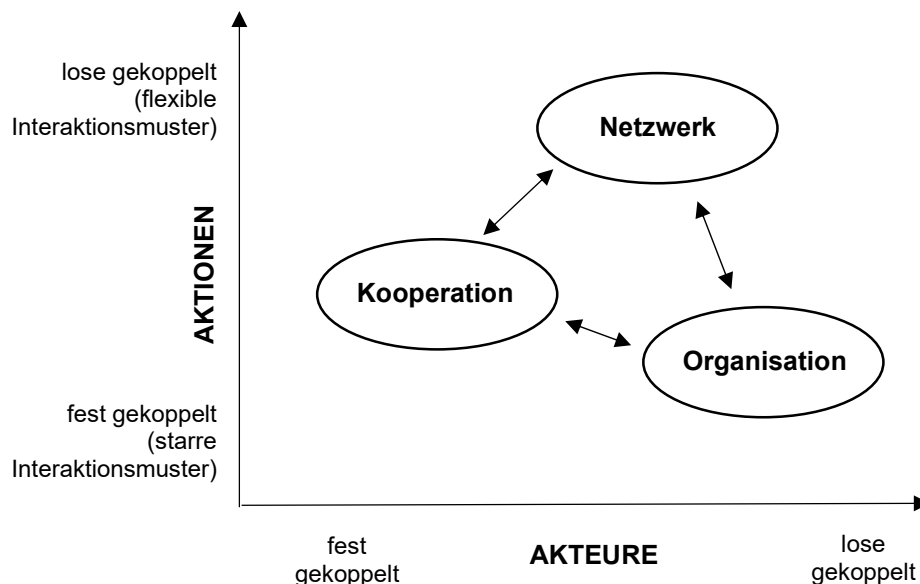 lose gekoppelt
(flexible
Interaktionsmuster)
Netzwerk
AKTIONEN
Kooperation
Organisation
fest gekoppelt
(starre
Interaktionsmuster)
fest
gekoppelt
AKTEURE
lose
gekoppelt